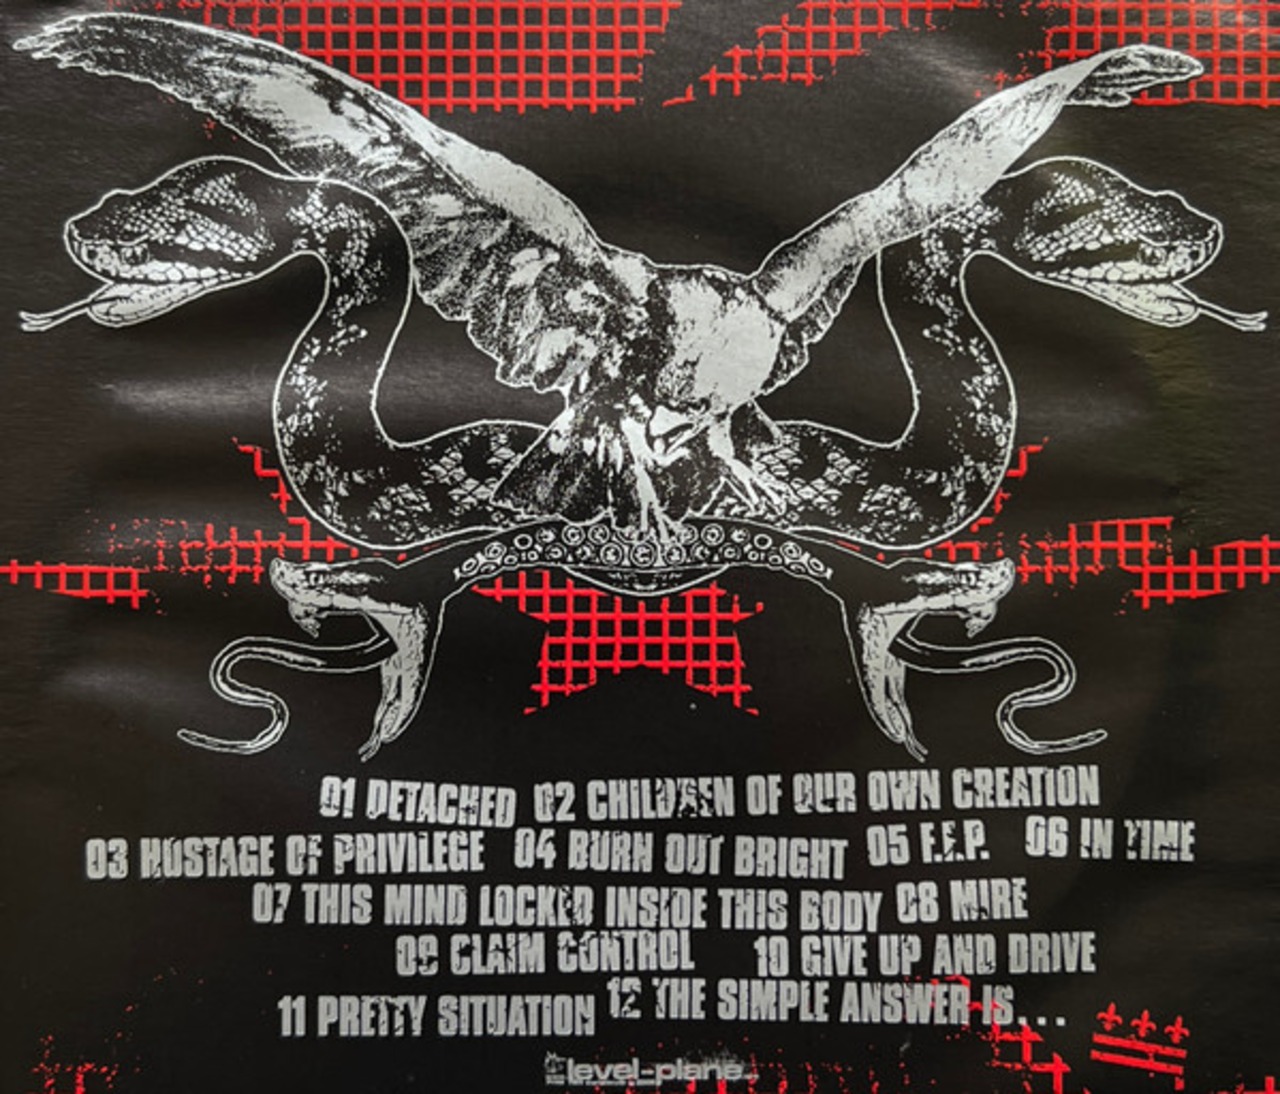 01 DETACHED 02 CHILDREN OF OUR OWN CREATION
03 HOSTAGE OF PRIVILEGE 04 BURN OUT BRIGHT 05 F.F.P. 06 IN TIME
07 THIS MIND LOCKED INSIDE THIS BODY 08 MIRE
09 CLAIM CONTROL 10 GIVE UP AND DRIVE
11 PRETTY SITUATION 12 THE SIMPLE ANSWER IS...
level-plane